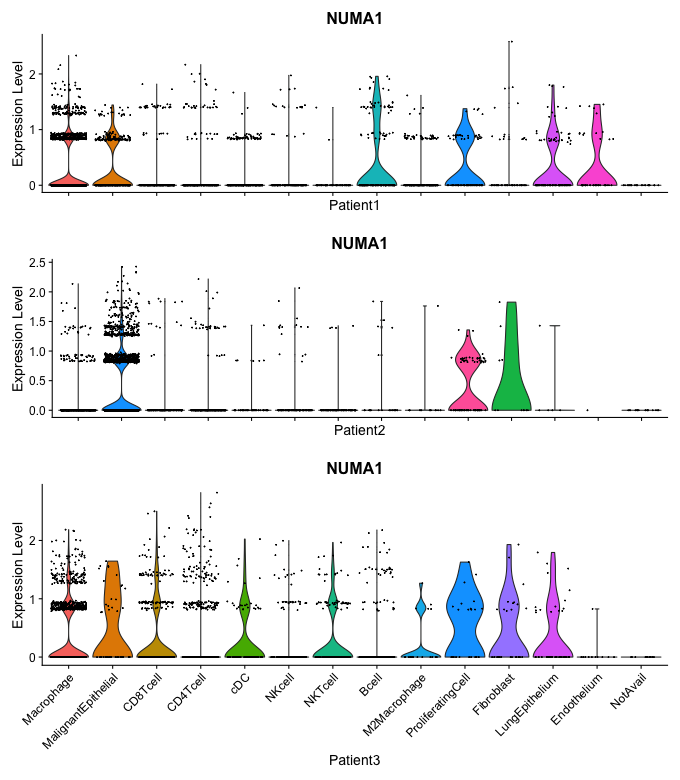 NUMA1
Expression Level
2
1
0
Patient1
NUMA1
Expression Level
2.5
2.0
1.5
1.0
0.5
0.0
Patient2
NUMA1
Expression Level
2
1
0
Macrophage
MalignantEpithelial
CD8Tcell
CD4Tcell
cDC
NKcell
NKTcell
Bcell
M2Macrophage
ProliferatingCell
Fibroblast
LungEpithelium
Endothelium
NotAvail
Patient3